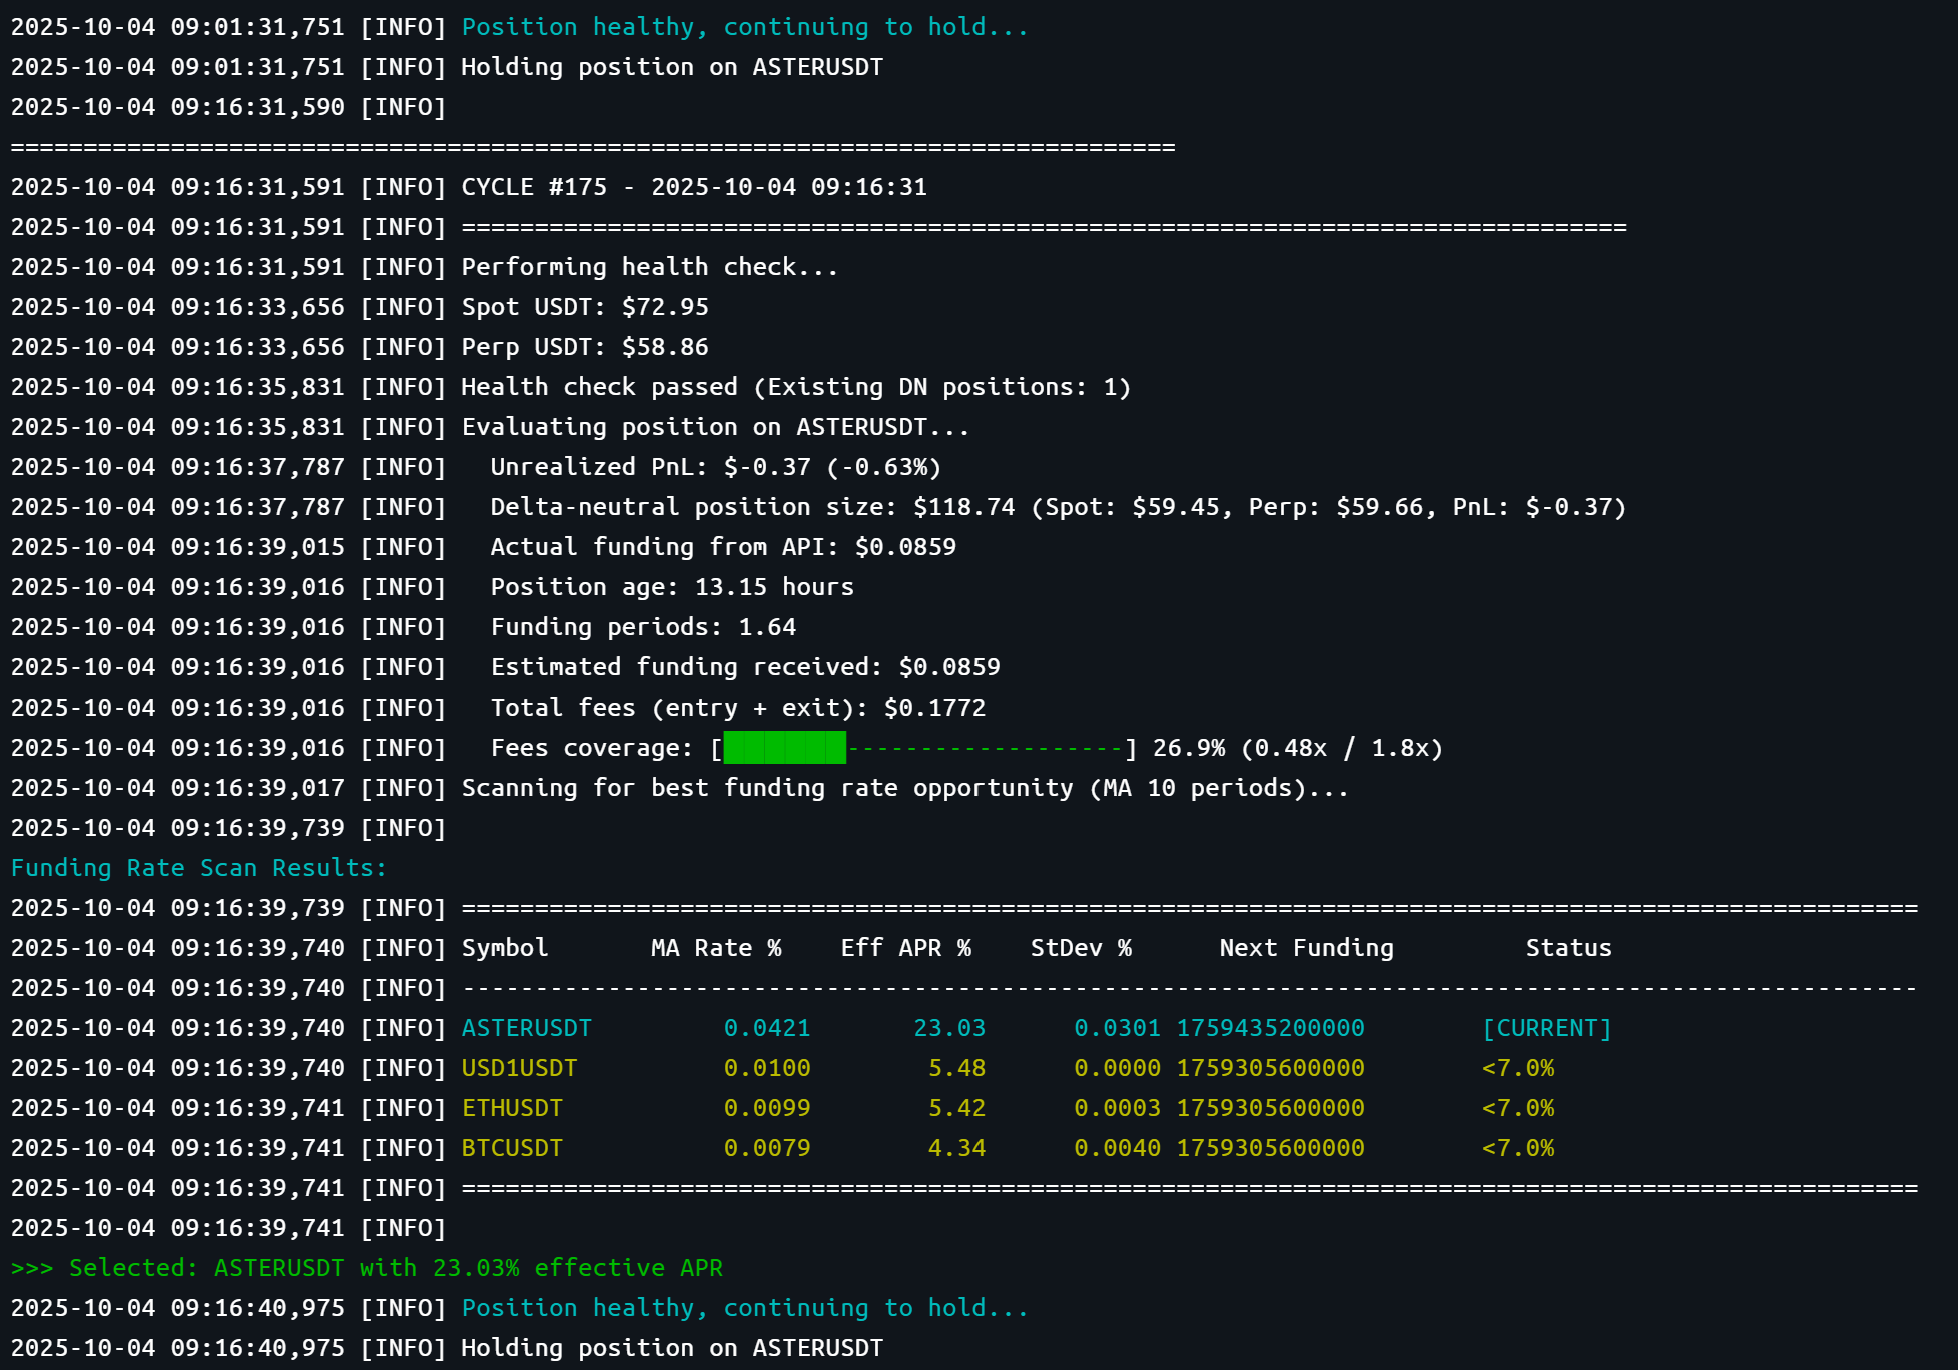 2025-10-04 09:01:31,751 [INFO] Position healthy, continuing to hold...
2025-10-04 09:01:31,751 [INFO] Holding position on ASTERUSDT
2025-10-04 09:16:31,590 [INFO]
================================================================================
2025-10-04 09:16:31,591 [INFO] CYCLE #175 - 2025-10-04 09:16:31
2025-10-04 09:16:31,591 [INFO] ================================================================================
2025-10-04 09:16:31,591 [INFO] Performing health check...
2025-10-04 09:16:33,656 [INFO] Spot USDT: $72.95
2025-10-04 09:16:33,656 [INFO] Perp USDT: $58.86
2025-10-04 09:16:35,831 [INFO] Health check passed (Existing DN positions: 1)
2025-10-04 09:16:35,831 [INFO] Evaluating position on ASTERUSDT...
2025-10-04 09:16:37,787 [INFO]   Unrealized PnL: $-0.37 (-0.63%)
2025-10-04 09:16:37,787 [INFO]   Delta-neutral position size: $118.74 (Spot: $59.45, Perp: $59.66, PnL: $-0.37)
2025-10-04 09:16:39,015 [INFO]   Actual funding from API: $0.0859
2025-10-04 09:16:39,016 [INFO]   Position age: 13.15 hours
2025-10-04 09:16:39,016 [INFO]   Funding periods: 1.64
2025-10-04 09:16:39,016 [INFO]   Estimated funding received: $0.0859
2025-10-04 09:16:39,016 [INFO]   Total fees (entry + exit): $0.1772
2025-10-04 09:16:39,016 [INFO]   Fees coverage: [████████-------------------] 26.9% (0.48x / 1.8x)
2025-10-04 09:16:39,017 [INFO] Scanning for best funding rate opportunity (MA 10 periods)...
2025-10-04 09:16:39,739 [INFO]
Funding Rate Scan Results:
2025-10-04 09:16:39,739 [INFO] ====================================================================================================
2025-10-04 09:16:39,740 [INFO] Symbol       MA Rate %    Eff APR %    StDev %      Next Funding         Status
2025-10-04 09:16:39,740 [INFO] ----------------------------------------------------------------------------------------------------
2025-10-04 09:16:39,740 [INFO] ASTERUSDT         0.0421       23.03      0.0301 1759435200000        [CURRENT]
2025-10-04 09:16:39,740 [INFO] USD1USDT          0.0100        5.48      0.0000 1759305600000        <7.0%
2025-10-04 09:16:39,741 [INFO] ETHUSDT           0.0099        5.42      0.0003 1759305600000        <7.0%
2025-10-04 09:16:39,741 [INFO] BTCUSDT           0.0079        4.34      0.0040 1759305600000        <7.0%
2025-10-04 09:16:39,741 [INFO] ====================================================================================================
2025-10-04 09:16:39,741 [INFO]
>>> Selected: ASTERUSDT with 23.03% effective APR
2025-10-04 09:16:40,975 [INFO] Position healthy, continuing to hold...
2025-10-04 09:16:40,975 [INFO] Holding position on ASTERUSDT